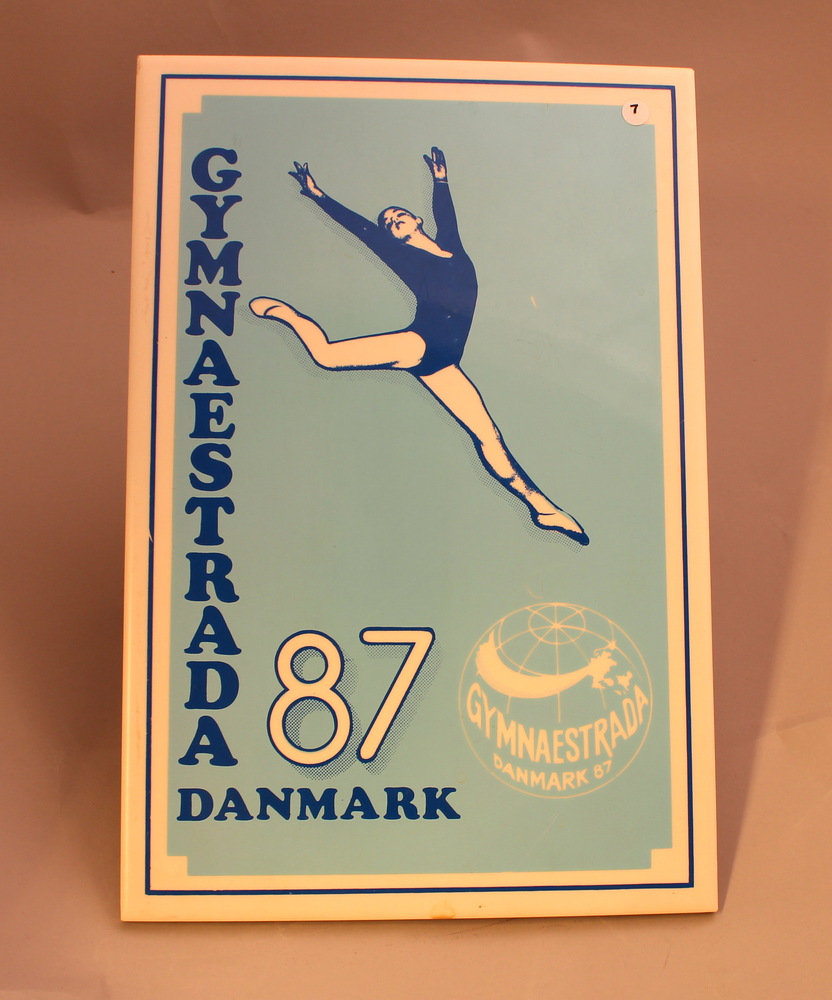 7
GYMNAESTRADA
87
DANMARK
GYMNAESTRADA
DANMARK 87